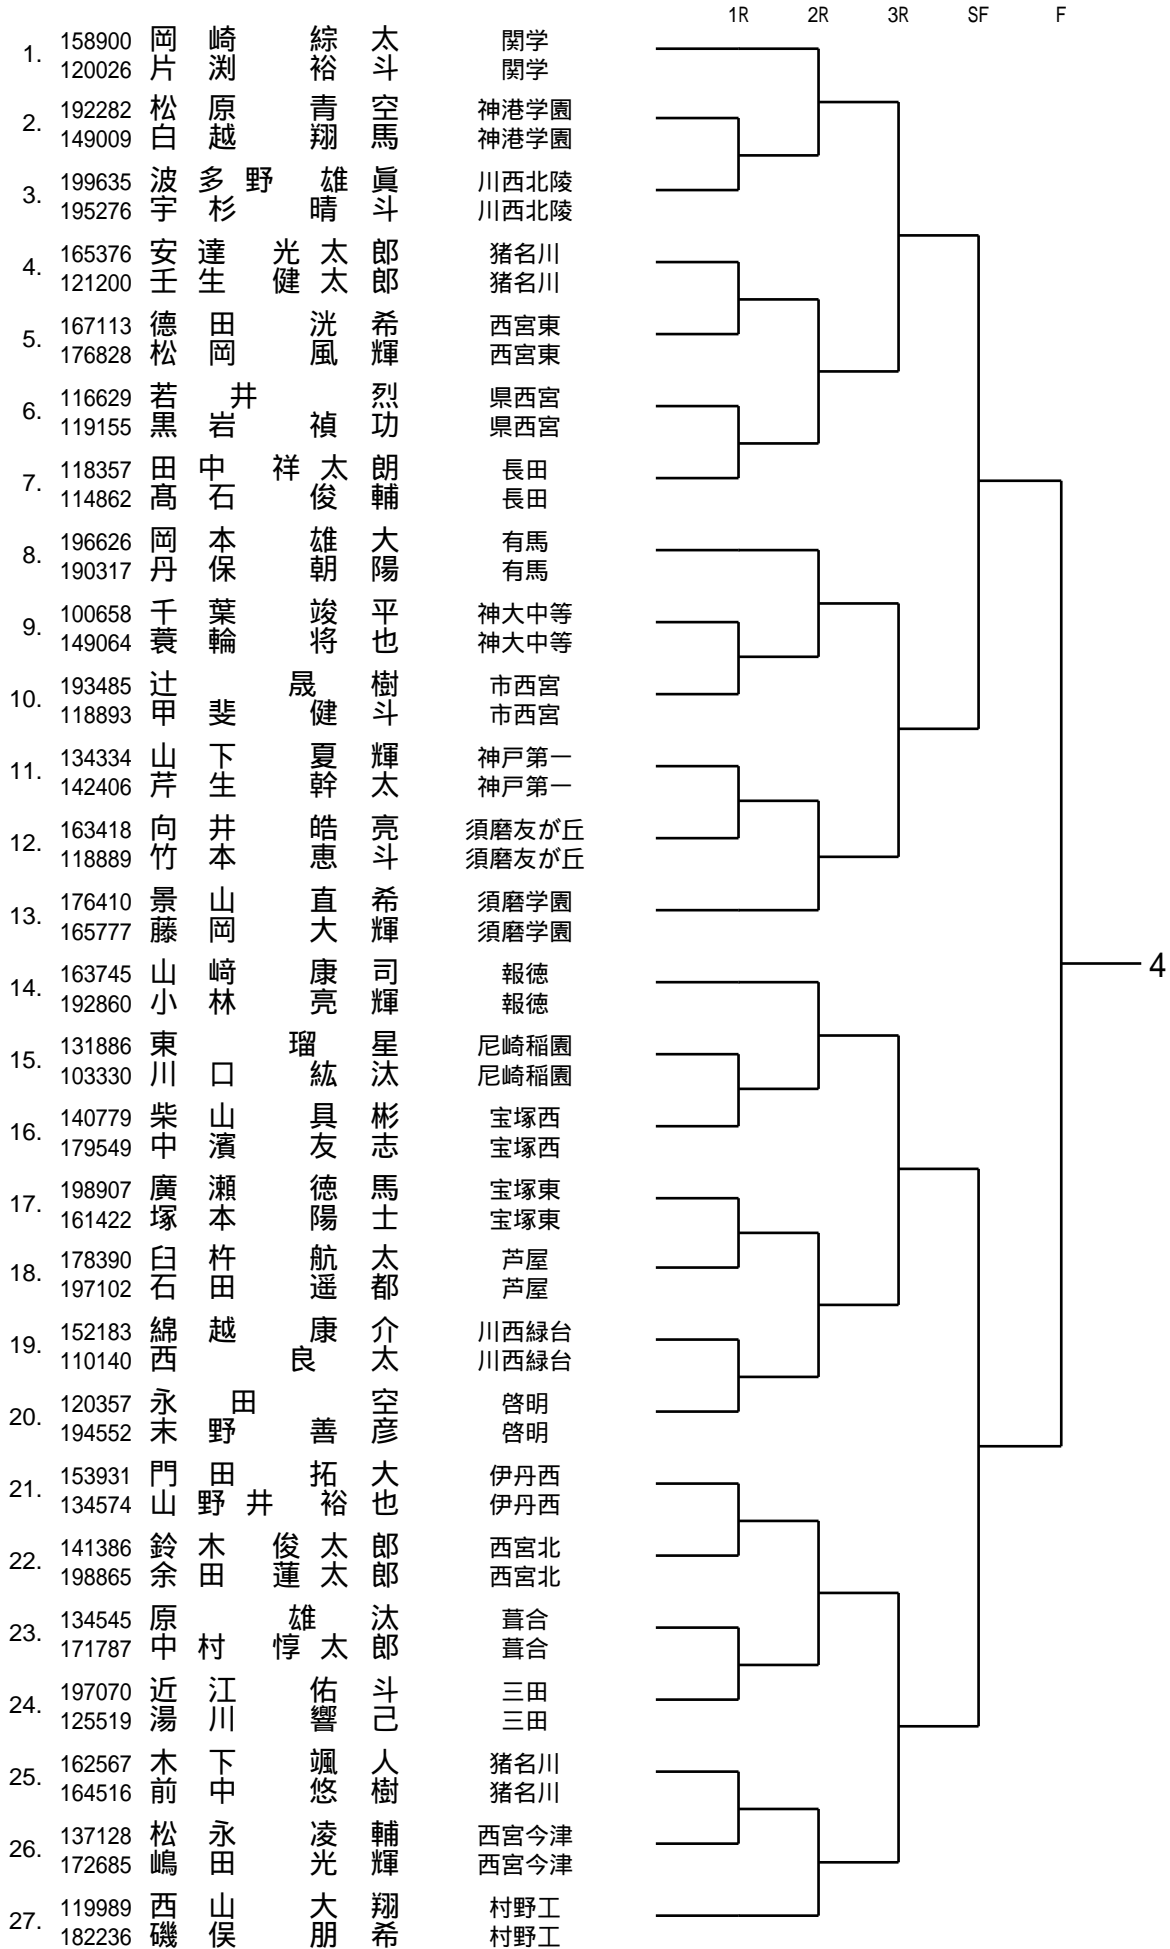 1R 2R 3R SF F
1. 158900 岡崎 綜太 関学
120026 片渕 裕斗 関学
2. 192282 松原 青空 神港学園
149009 白越 翔馬 神港学園
3. 199635 波多野 雄眞 川西北陵
195276 宇杉 晴斗 川西北陵
4. 165376 安達 光太郎 猪名川
121200 壬生 健太郎 猪名川
5. 167113 德田 洸希 西宮東
176828 松岡 風輝 西宮東
6. 116629 若井 烈 県西宮
119155 黒岩 禎功 県西宮
7. 118357 田中 祥太朗 長田
114862 髙石 俊輔 長田
8. 196626 岡本 雄大 有馬
190317 丹保 朝陽 有馬
9. 100658 千葉 竣平 神大中等
149064 蓑輪 将也 神大中等
10. 193485 辻 晟樹 市西宮
118893 甲斐 健斗 市西宮
11. 134334 山下 夏輝 神戸第一
142406 芹生 幹太 神戸第一
12. 163418 向井 皓亮 須磨友が丘
118889 竹本 恵斗 須磨友が丘
13. 176410 景山 直希 須磨学園
165777 藤岡 大輝 須磨学園
4
14. 163745 山﨑 康司 報徳
192860 小林 亮輝 報徳
15. 131886 東 瑠星 尼崎稲園
103330 川口 紘汰 尼崎稲園
16. 140779 柴山 具彬 宝塚西
179549 中濱 友志 宝塚西
17. 198907 廣瀬 徳馬 宝塚東
161422 塚本 陽士 宝塚東
18. 178390 臼杵 航太 芦屋
197102 石田 遥都 芦屋
19. 152183 綿越 康介 川西緑台
110140 西 良太 川西緑台
20. 120357 永田 空 啓明
194552 末野 善彦 啓明
21. 153931 門田 拓大 伊丹西
134574 山野井 裕也 伊丹西
22. 141386 鈴木 俊太郎 西宮北
198865 余田 蓮太郎 西宮北
23. 134545 原 雄汰 葺合
171787 中村 惇太郎 葺合
24. 197070 近江 佑斗 三田
125519 湯川 響己 三田
25. 162567 木下 颯人 猪名川
164516 前中 悠樹 猪名川
26. 137128 松永 凌輔 西宮今津
172685 嶋田 光輝 西宮今津
27. 119989 西山 大翔 村野工
182236 磯俣 朋希 村野工